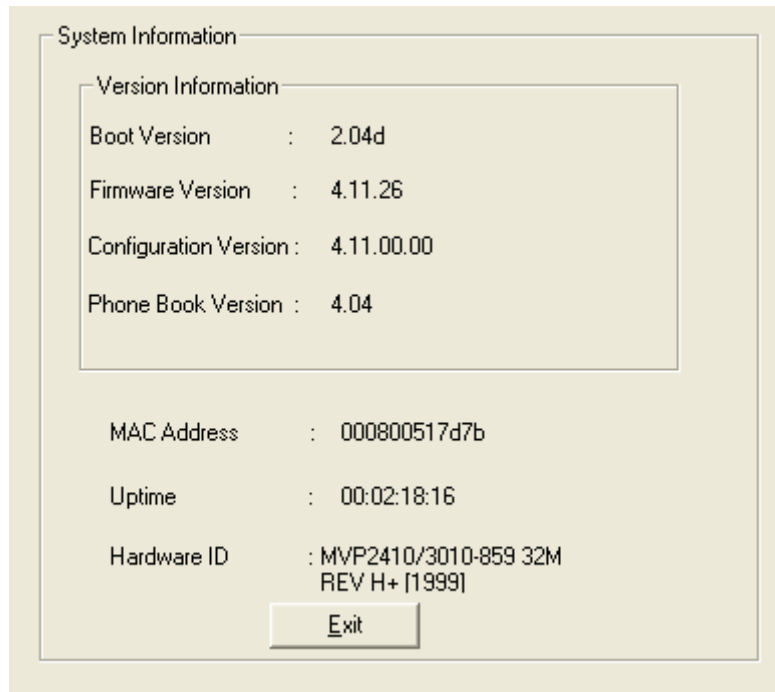 System Information
Version Information
Boot Version : 2.04d
Firmware Version : 4.11.26
Configuration Version : 4.11.00.00
Phone Book Version : 4.04
MAC Address : 000800517d7b
Uptime : 00:02:18:16
Hardware ID : MVP2410/3010-859 32M
REV H+ [1999]
Exit